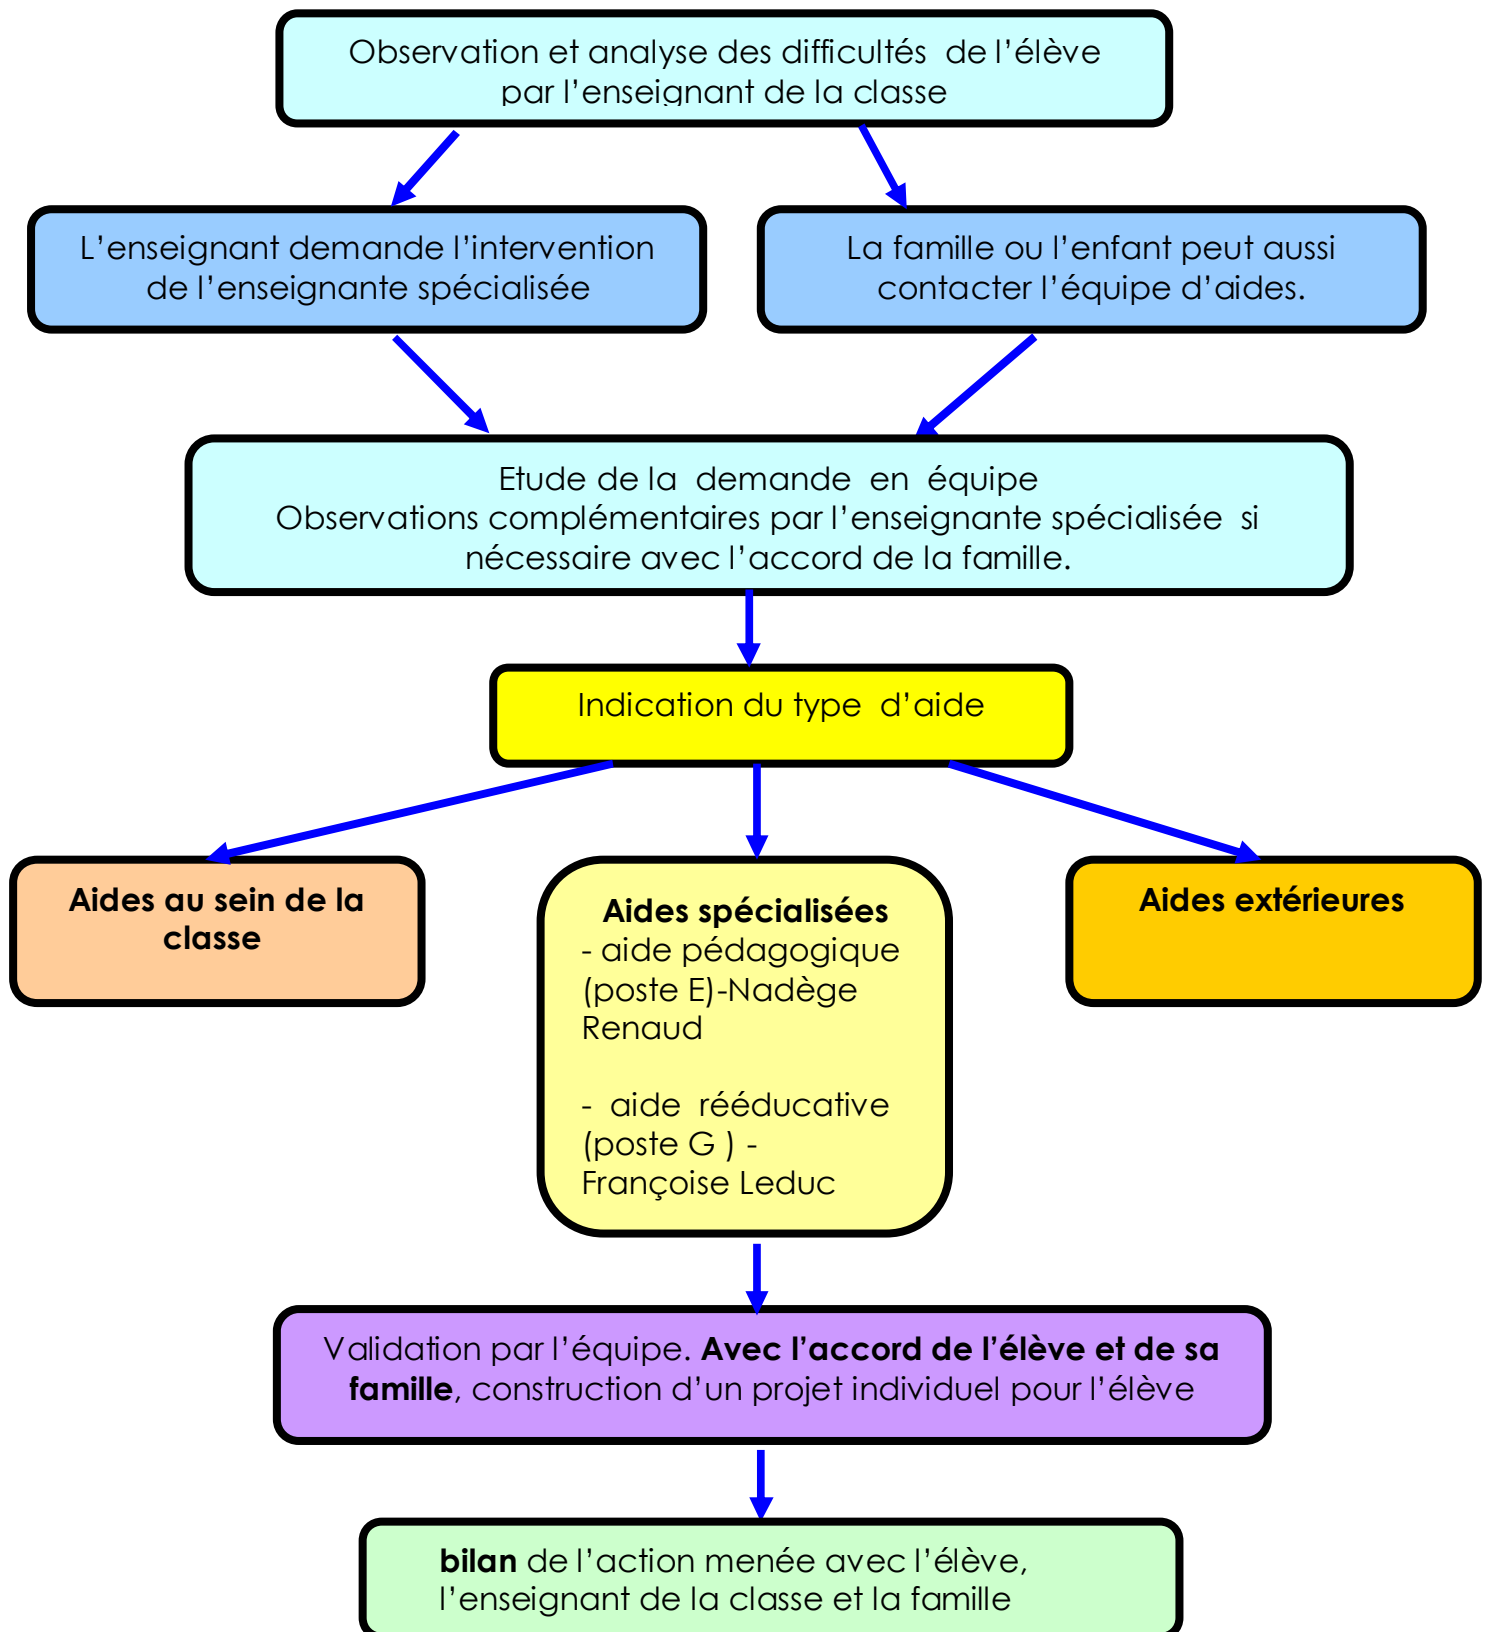 Observation et analyse des difficultés de l'élève
par l'enseignant de la classe
L'enseignant demande l'intervention
de l'enseignante spécialisée
La famille ou l'enfant peut aussi
contacter l'équipe d'aides.
Etude de la demande en équipe
Observations complémentaires par l'enseignante spécialisée si
nécessaire avec l'accord de la famille.
Indication du type d'aide
Aides au sein de la
classe
Aides spécialisées
- aide pédagogique
(poste E)-Nadège
Renaud
- aide rééducative
(poste G ) -
Françoise Leduc
Aides extérieures
Validation par l'équipe. Avec l'accord de l'élève et de sa
famille, construction d'un projet individuel pour l'élève
bilan de l'action menée avec l'élève,
l'enseignant de la classe et la famille